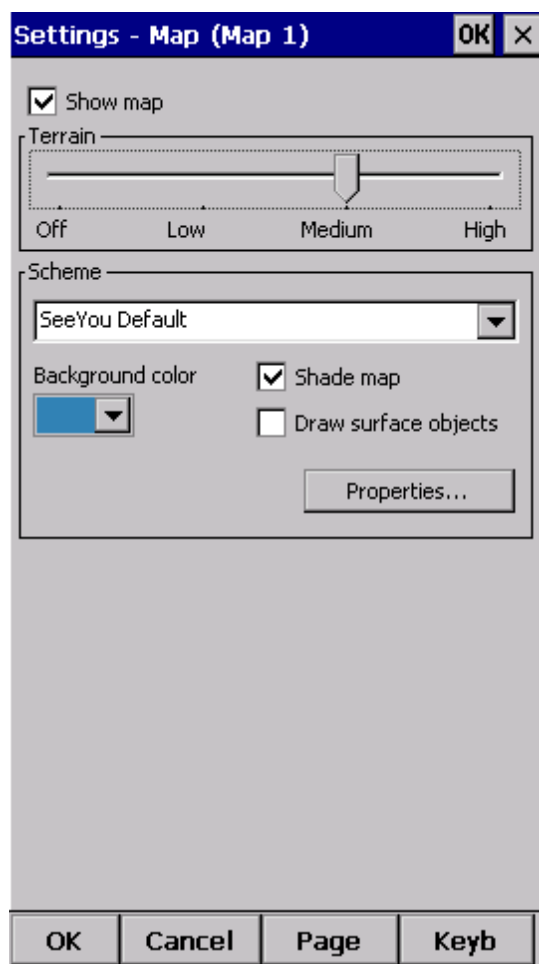 Settings - Map (Map 1) OK
Show map
Terrain
Off Low Medium High
Scheme
SeeYou Default
Background color Shade map
Draw surface objects
Properties...
OK Cancel Page Keyb